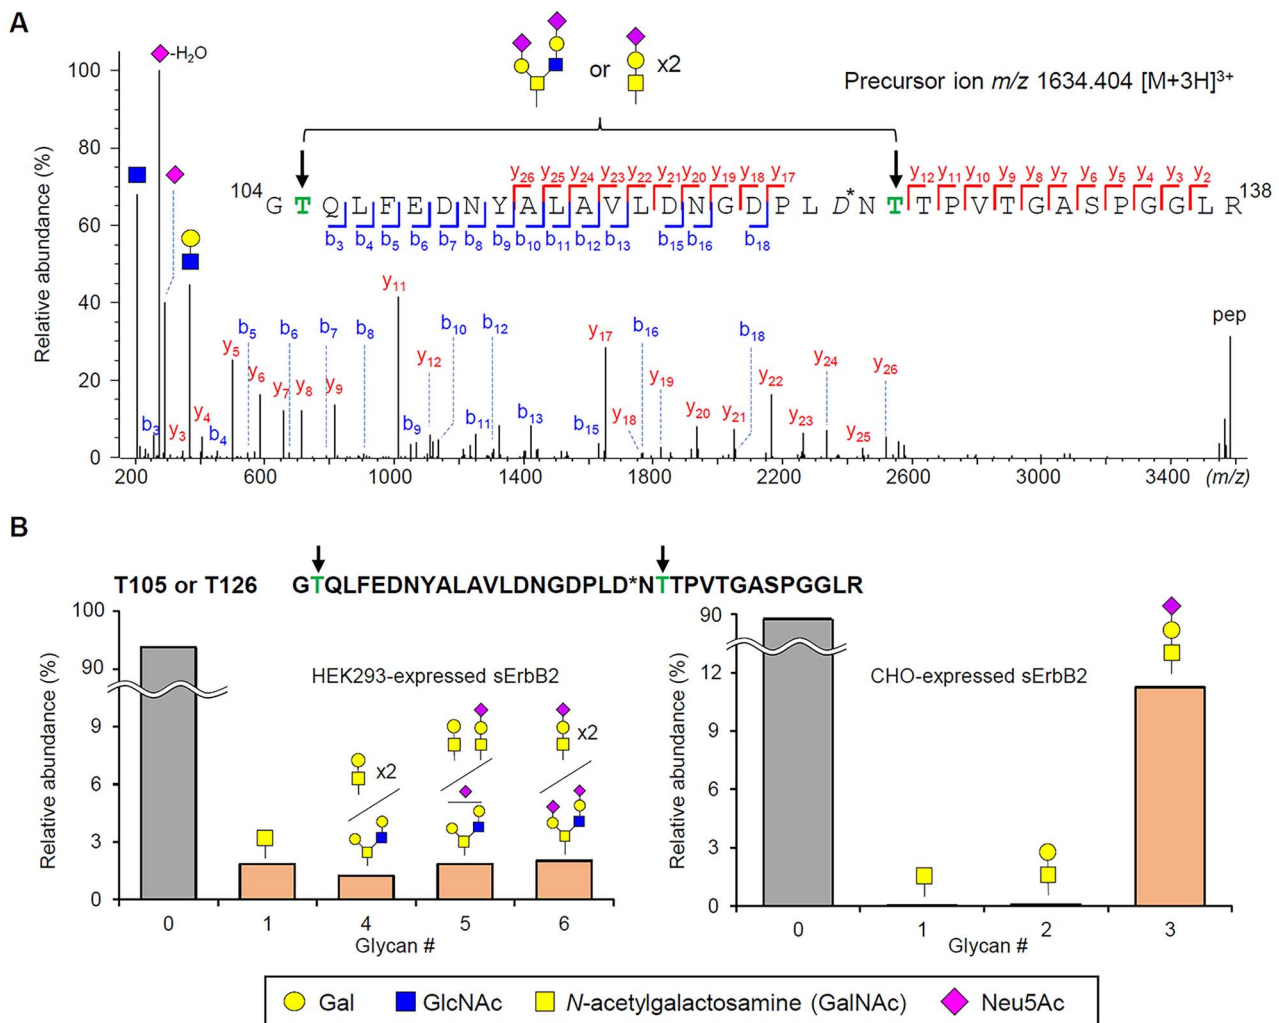 A
-H₂O
or
x2
Precursor ion m/z 1634.404 [M+3H]³⁺
Relative abundance (%)
100
80
60
40
20
0
y₂₆ y₂₅ y₂₄ y₂₃ y₂₂ y₂₁ y₂₀ y₁₉ y₁₈ y₁₇ y₁₂ y₁₁ y₁₀ y₉ y₈ y₇ y₆ y₅ y₄ y₃ y₂
104 G T Q L F E D N Y A L A V L D N G D P L D* N T T P V T G A S P G G L R 138
b₃ b₄ b₅ b₆ b₇ b₈ b₉ b₁₀ b₁₁ b₁₂ b₁₃ b₁₅ b₁₆ b₁₈
b₃ y₃ y₄ b₄ y₅ b₅ y₆ y₇ b₆ y₈ b₇ y₉ b₈ y₁₁ b₉ y₁₂ b₁₀ b₁₁ b₁₂ b₁₃ b₁₅ y₁₇ y₁₈ b₁₆ y₁₉ y₂₀ y₂₁ b₁₈ y₂₂ y₂₃ y₂₄ y₂₅ y₂₆ pep
200 600 1000 1400 1800 2200 2600 3000 3400 (m/z)
B
T105 or T126 GTQLFEDNYALAVLDNGDPLD*NTTPVTGASPGGLR
Relative abundance (%)
100
90
9
6
3
0
HEK293-expressed sErbB2
x2
x2
0 1 4 5 6
Glycan #
Relative abundance (%)
90
12
9
6
3
0
CHO-expressed sErbB2
0 1 2 3
Glycan #
Gal GlcNAc N-acetylgalactosamine (GalNAc) Neu5Ac